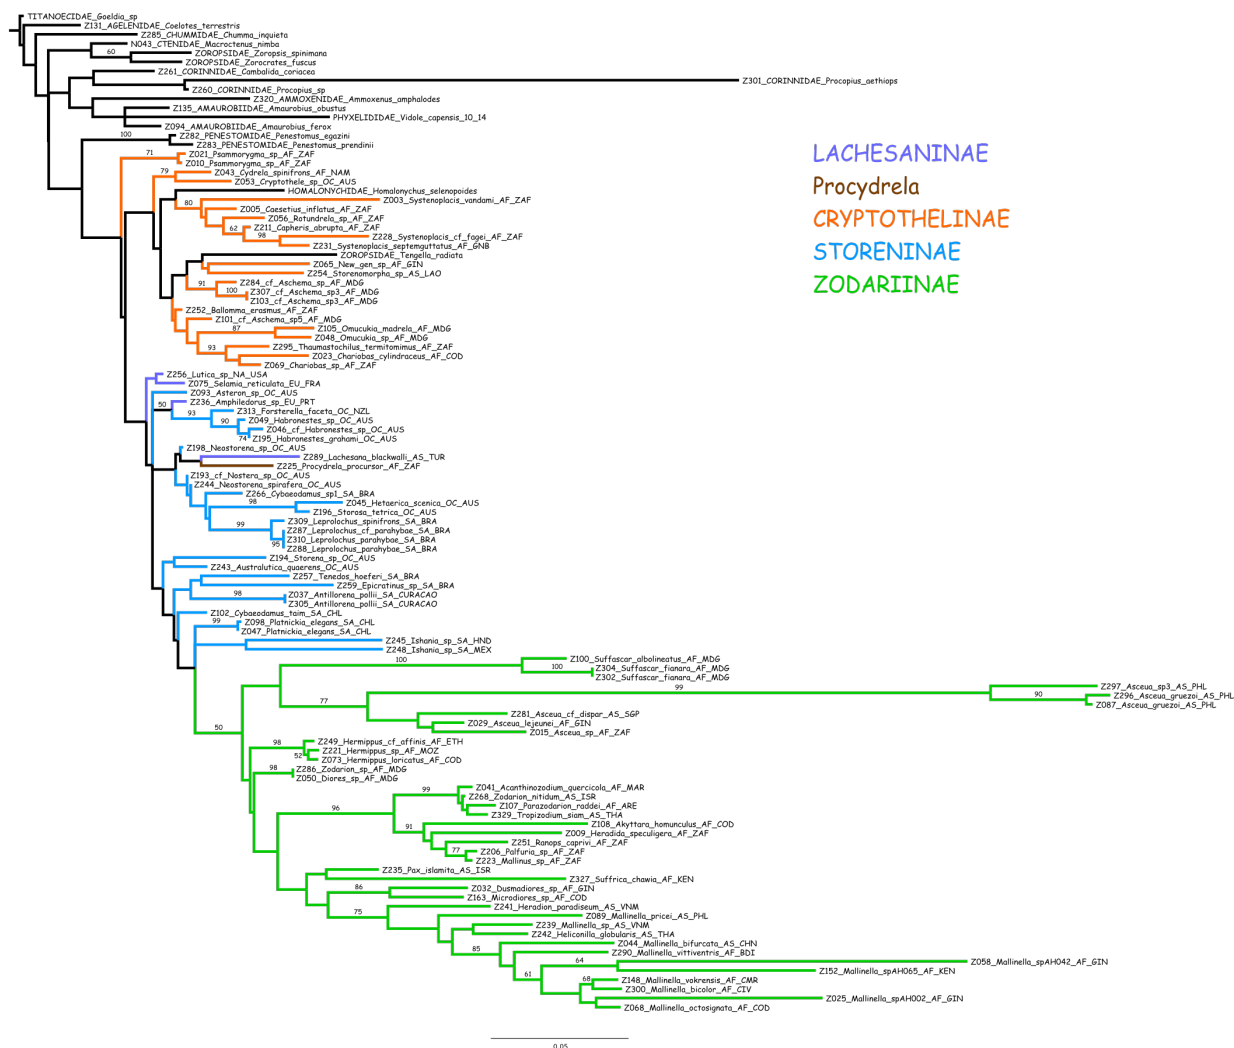 TITANOECIDAE_Goeldia_sp
Z131_AGELENIDAE_Coelotes_terrestris
Z285_CHUMMIDAE_Chumma_inquieta
N043_CTENIDAE_Macroctenus_nimba
60
ZOROPSIDAE_Zoropsis_spinimana
ZOROPSIDAE_Zorocrates_fuscus
Z261_CORINNIDAE_Cambalida_coriacea
Z301_CORINNIDAE_Procopius_aethiops
Z260_CORINNIDAE_Procopius_sp
Z320_AMMOXENIDAE_Ammoxenus_amphalodes
Z135_AMAUROBIIDAE_Amaurobius_obustus
PHYXELIDIDAE_Vidole_capensis_10_14
Z094_AMAUROBIIDAE_Amaurobius_ferox
100
Z282_PENESTOMIDAE_Penestomus_egazini
Z283_PENESTOMIDAE_Penestomus_prendinii
71
Z021_Psammorygma_sp_AF_ZAF
Z010_Psammorygma_sp_AF_ZAF
79
Z043_Cydrela_spinifrons_AF_NAM
Z053_Cryptothele_sp_OC_AUS
HOMALONYCHIDAE_Homalonychus_selenopoides
80
Z003_Systenoplacis_vandami_AF_ZAF
Z005_Caesetius_inflatus_AF_ZAF
Z056_Rotundrela_sp_AF_ZAF
62
Z211_Capheris_abrupta_AF_ZAF
98
Z228_Systenoplacis_cf_fagei_AF_ZAF
Z231_Systenoplacis_septemguttatus_AF_GNB
ZOROPSIDAE_Tengella_radiata
Z065_New_gen_sp_AF_GIN
Z254_Storenomorpha_sp_AS_LAO
91
Z284_cf_Aschema_sp_AF_MDG
100
Z307_cf_Aschema_sp3_AF_MDG
Z103_cf_Aschema_sp3_AF_MDG
Z252_Ballomma_erasmus_AF_ZAF
Z101_cf_Aschema_sp5_AF_MDG
87
Z105_Omucukia_madrela_AF_MDG
Z048_Omucukia_sp_AF_MDG
93
Z295_Thaumastochilus_termitomimus_AF_ZAF
Z023_Chariobas_cylindraceus_AF_COD
Z069_Chariobas_sp_AF_ZAF
Z256_Lutica_sp_NA_USA
Z075_Selamia_reticulata_EU_FRA
Z093_Asteron_sp_OC_AUS
50
Z236_Amphiledorus_sp_EU_PRT
93
Z313_Forsterella_faceta_OC_NZL
90
Z049_Habronestes_sp_OC_AUS
Z046_cf_Habronestes_sp_OC_AUS
74
Z195_Habronestes_grahami_OC_AUS
Z198_Neostorena_sp_OC_AUS
Z289_Lachesana_blackwalli_AS_TUR
Z225_Procydrela_procursor_AF_ZAF
Z193_cf_Nostera_sp_OC_AUS
Z244_Neostorena_spirafera_OC_AUS
Z266_Cybaeodamus_sp1_SA_BRA
98
Z045_Hetaerica_scenica_OC_AUS
Z196_Storosa_tetrica_OC_AUS
99
Z309_Leprolochus_spinifrons_SA_BRA
Z287_Leprolochus_cf_parahybae_SA_BRA
95
Z310_Leprolochus_parahybae_SA_BRA
Z288_Leprolochus_parahybae_SA_BRA
Z194_Storena_sp_OC_AUS
Z243_Australutica_quaerens_OC_AUS
Z257_Tenedos_hoeferi_SA_BRA
Z259_Epicratinus_sp_SA_BRA
98
Z037_Antillorena_pollii_SA_CURACAO
Z305_Antillorena_pollii_SA_CURACAO
Z102_Cybaeodamus_taim_SA_CHL
99
Z098_Platnickia_elegans_SA_CHL
Z047_Platnickia_elegans_SA_CHL
Z245_Ishania_sp_SA_HND
Z248_Ishania_sp_SA_MEX
100
Z100_Suffascar_albolineatus_AF_MDG
100
Z304_Suffascar_fianara_AF_MDG
Z302_Suffascar_fianara_AF_MDG
99
Z297_Asceua_sp3_AS_PHL
90
Z296_Asceua_gruezoi_AS_PHL
Z087_Asceua_gruezoi_AS_PHL
77
Z281_Asceua_cf_dispar_AS_SGP
Z029_Asceua_lejeunei_AF_GIN
Z015_Asceua_sp_AF_ZAF
50
98
Z249_Hermippus_cf_affinis_AF_ETH
52
Z221_Hermippus_sp_AF_MOZ
Z073_Hermippus_loricatus_AF_COD
98
Z286_Zodarion_sp_AF_MDG
Z050_Diores_sp_AF_MDG
96
99
Z041_Acanthinozodium_quercicola_AF_MAR
Z268_Zodarion_nitidum_AS_ISR
Z107_Parazodarion_raddei_AF_ARE
Z329_Tropizodium_siam_AS_THA
91
Z108_Akyttara_homunculus_AF_COD
Z009_Heradida_speculigera_AF_ZAF
Z251_Ranops_caprivi_AF_ZAF
77
Z206_Palfuria_sp_AF_ZAF
Z223_Mallinus_sp_AF_ZAF
Z235_Pax_islamita_AS_ISR
Z327_Suffrica_chawia_AF_KEN
86
Z032_Dusmadiores_sp_AF_GIN
Z163_Microdiores_sp_AF_COD
75
Z241_Heradion_paradiseum_AS_VNM
Z089_Mallinella_pricei_AS_PHL
Z239_Mallinella_sp_AS_VNM
Z242_Heliconilla_globularis_AS_THA
85
Z044_Mallinella_bifurcata_AS_CHN
Z290_Mallinella_vittiventris_AF_BDI
64
Z058_Mallinella_spAH042_AF_GIN
Z152_Mallinella_spAH065_AF_KEN
61
68
Z148_Mallinella_vokrensis_AF_CMR
Z300_Mallinella_bicolor_AF_CIV
Z025_Mallinella_spAH002_AF_GIN
Z068_Mallinella_octosignata_AF_COD
LACHESANINAE
Procydrela
CRYPTOTHELINAE
STORENINAE
ZODARIINAE
0.05